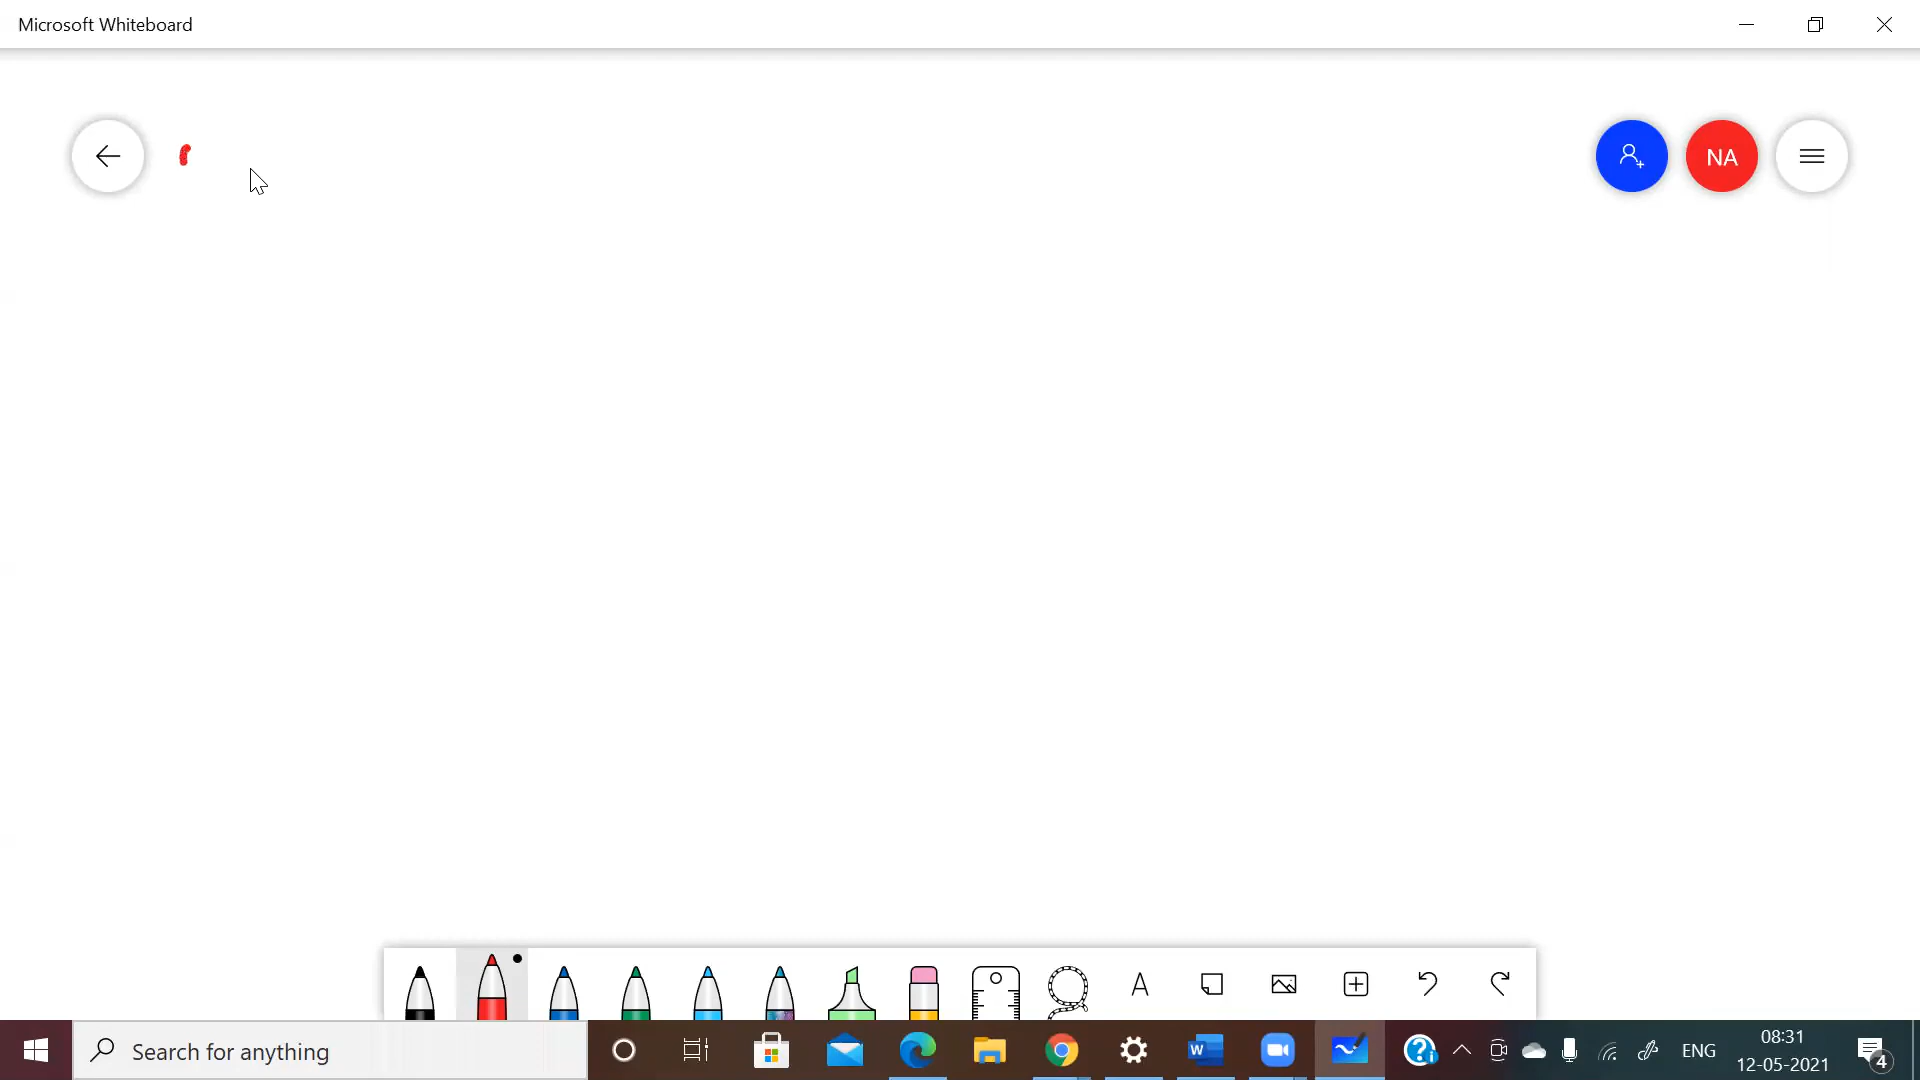 Microsoft Whiteboard
NA
A
Search for anything
W
ENG
08:31
12-05-2021
4